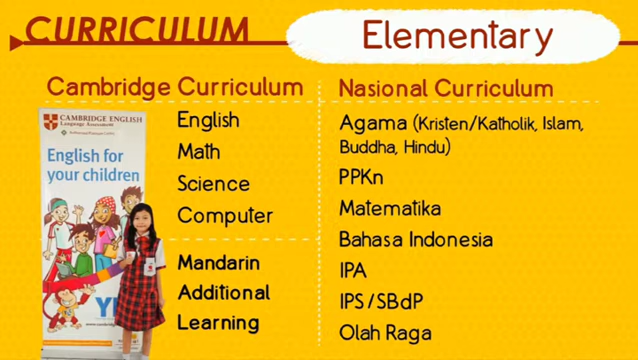 CURRICULUM
Elementary
Cambridge Curriculum
CAMBRIDGE ENGLISH
Language Assessment
English for
your children
English
Math
Science
Computer
Mandarin
Additional
Learning
Nasional Curriculum
Agama (Kristen/Katholik, Islam,
Buddha, Hindu)
PPKn
Matematika
Bahasa Indonesia
IPA
IPS/SBdP
Olah Raga